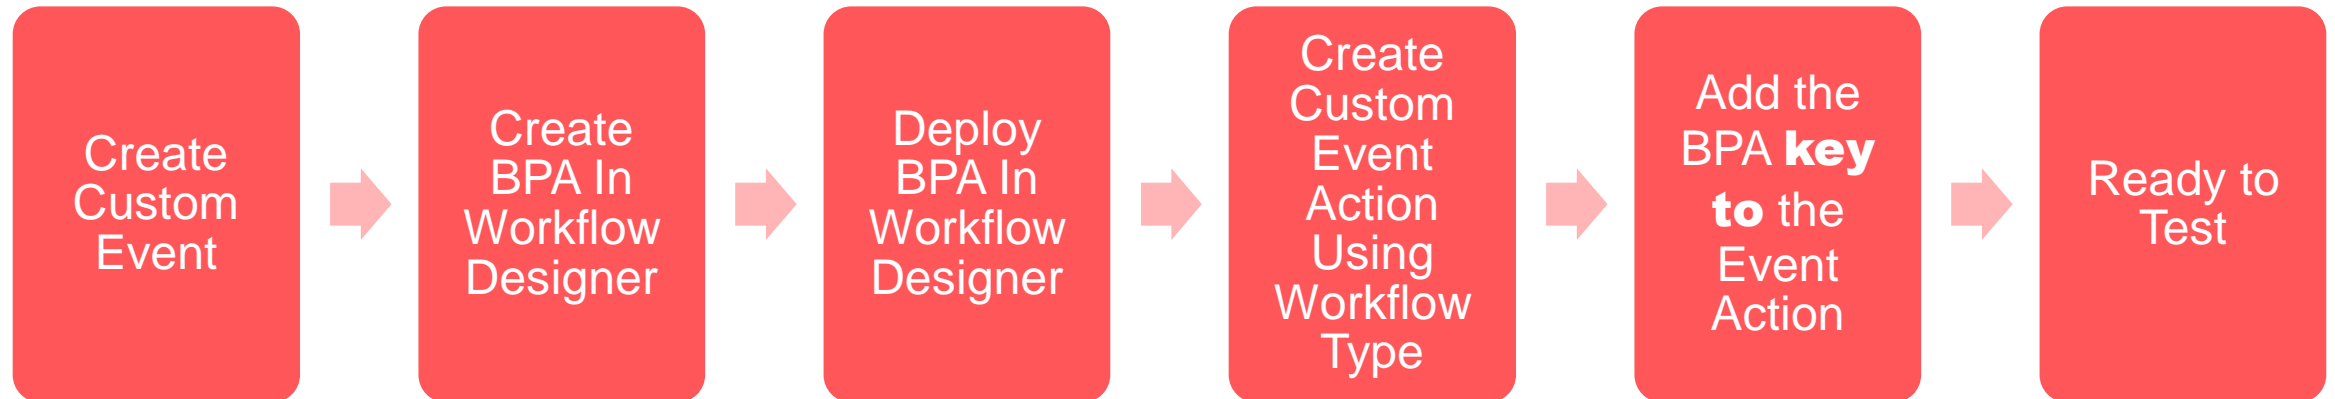 Create
Custom
Event
Create
BPA In
Workflow
Designer
Deploy
BPA In
Workflow
Designer
Create
Custom
Event
Action
Using
Workflow
Type
Add the
BPA key
to the
Event
Action
Ready to
Test